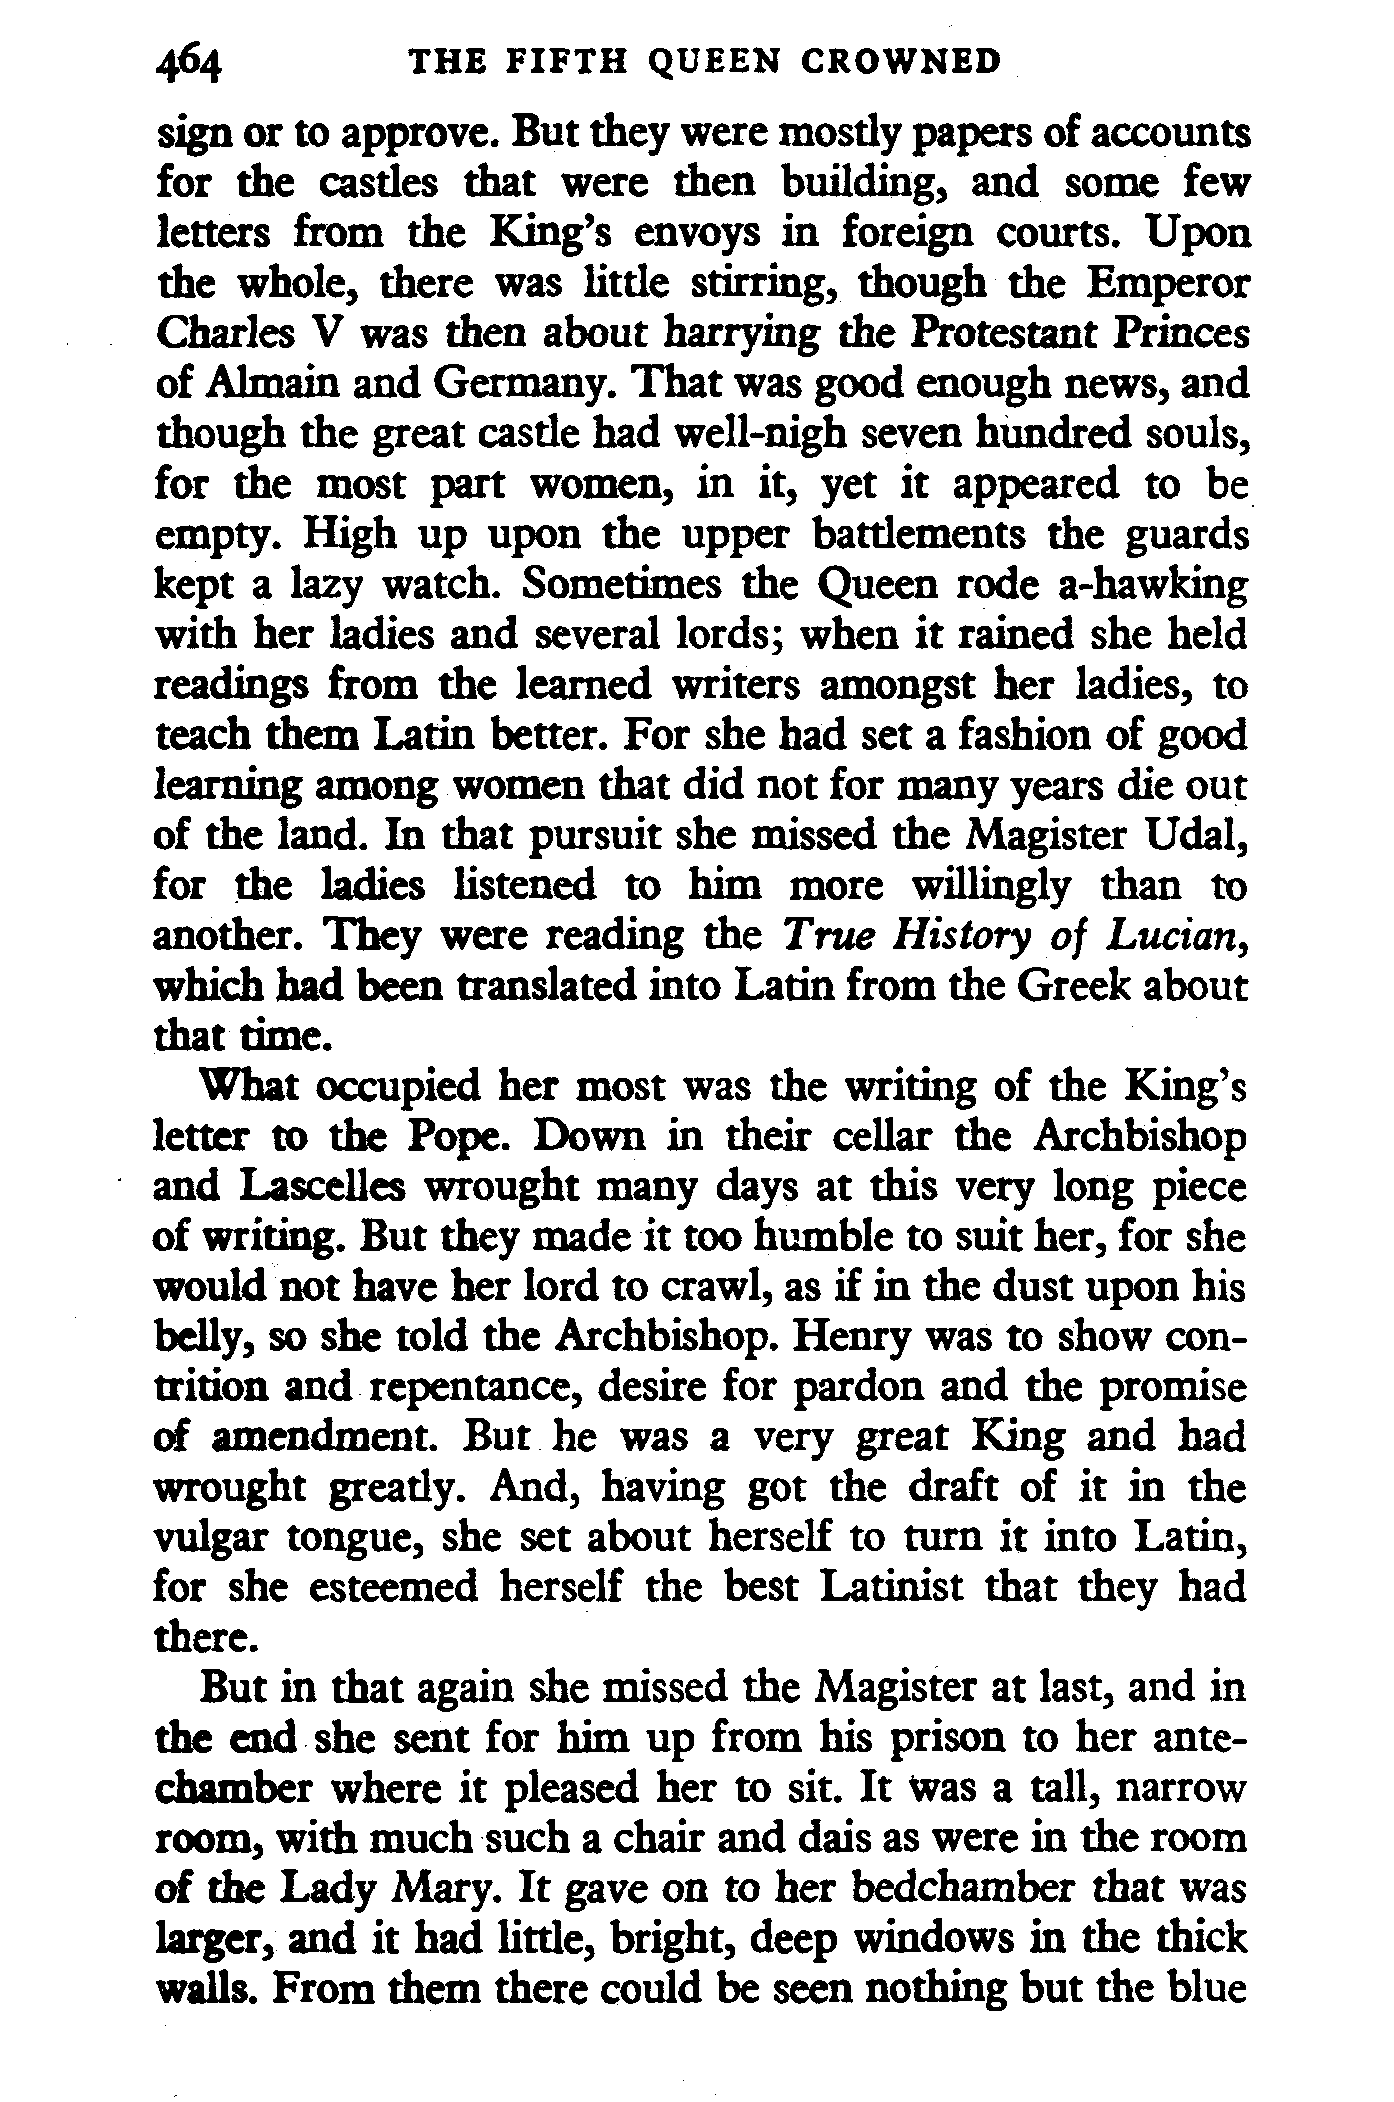 464 THE FIFTH QUEEN CROWNED
sign or to approve. But they were mostly papers of accounts
for the castles that were then building, and some few
letters from the King's envoys in foreign courts. Upon
the whole, there was little stirring, though the Emperor
Charles V was then about harrying the Protestant Princes
of Almain and Germany. That was good enough news, and
though the great castle had well-nigh seven hundred souls,
for the most part women, in it, yet it appeared to be
empty. High up upon the upper battlements the guards
kept a lazy watch. Sometimes the Queen rode a-hawking
with her ladies and several lords; when it rained she held
readings from the learned writers amongst her ladies, to
teach them Latin better. For she had set a fashion of good
learning among women that did not for many years die out
of the land. In that pursuit she missed the Magister Udal,
for the ladies listened to him more willingly than to
another. They were reading the True History of Lucian,
which had been translated into Latin from the Greek about
that time.
What occupied her most was the writing of the King's
letter to the Pope. Down in their cellar the Archbishop
and Lascelles wrought many days at this very long piece
of writing. But they made it too humble to suit her, for she
would not have her lord to crawl, as if in the dust upon his
belly, so she told the Archbishop. Henry was to show con-
trition and repentance, desire for pardon and the promise
of amendment. But he was a very great King and had
wrought greatly. And, having got the draft of it in the
vulgar tongue, she set about herself to turn it into Latin,
for she esteemed herself the best Latinist that they had
there.
But in that again she missed the Magister at last, and in
the end she sent for him up from his prison to her ante-
chamber where it pleased her to sit. It was a tall, narrow
room, with much such a chair and dais as were in the room
of the Lady Mary. It gave on to her bedchamber that was
larger, and it had little, bright, deep windows in the thick
walls. From them there could be seen nothing but the blue